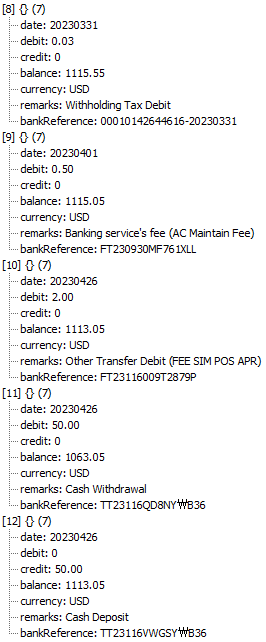 [8] {} (7)
date: 20230331
debit: 0.03
credit: 0
balance: 1115.55
currency: USD
remarks: Withholding Tax Debit
bankReference: 00010142644616-20230331
[9] {} (7)
date: 20230401
debit: 0.50
credit: 0
balance: 1115.05
currency: USD
remarks: Banking service's fee (AC Maintain Fee)
bankReference: FT230930MF761XLL
[10] {} (7)
date: 20230426
debit: 2.00
credit: 0
balance: 1113.05
currency: USD
remarks: Other Transfer Debit (FEE SIM POS APR)
bankReference: FT23116009T2879P
[11] {} (7)
date: 20230426
debit: 50.00
credit: 0
balance: 1063.05
currency: USD
remarks: Cash Withdrawal
bankReference: TT23116QD8NY₩B36
[12] {} (7)
date: 20230426
debit: 0
credit: 50.00
balance: 1113.05
currency: USD
remarks: Cash Deposit
bankReference: TT23116VWGSY₩B36